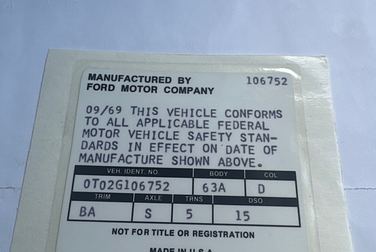 MANUFACTURED BY 106752
FORD MOTOR COMPANY
09/69 THIS VEHICLE CONFORMS
TO ALL APPLICABLE FEDERAL
MOTOR VEHICLE SAFETY STAN-
DARDS IN EFFECT ON DATE OF
MANUFACTURE SHOWN ABOVE.
VEH. IDENT. NO BODY COL
0T02G106752 63A D
TRIM AXLE TRNS DSO
BA S 5 15
NOT FOR TITLE OR REGISTRATION
MADE IN U.S.A.